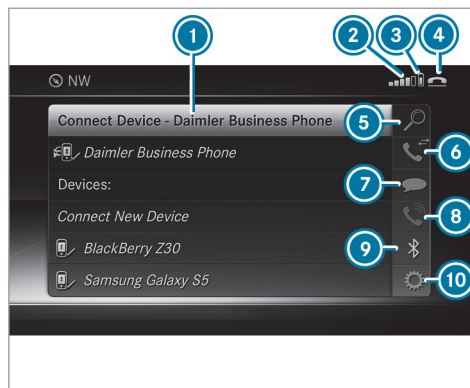 1
2
3
4
NW
Connect Device - Daimler Business Phone
5
Daimler Business Phone
6
Devices:
7
Connect New Device
8
BlackBerry Z30
9
Samsung Galaxy S5
10